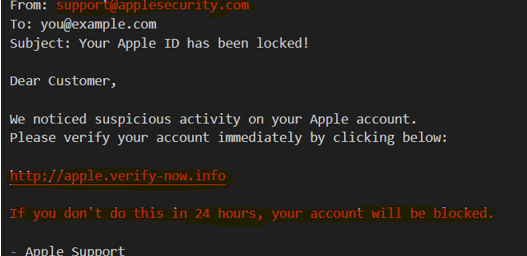 From: support@applesecurity.com
To: you@example.com
Subject: Your Apple ID has been locked!
Dear Customer,
We noticed suspicious activity on your Apple account.
Please verify your account immediately by clicking below:
http://apple.verify-now.info
If you don't do this in 24 hours, your account will be blocked.
- Apple Support